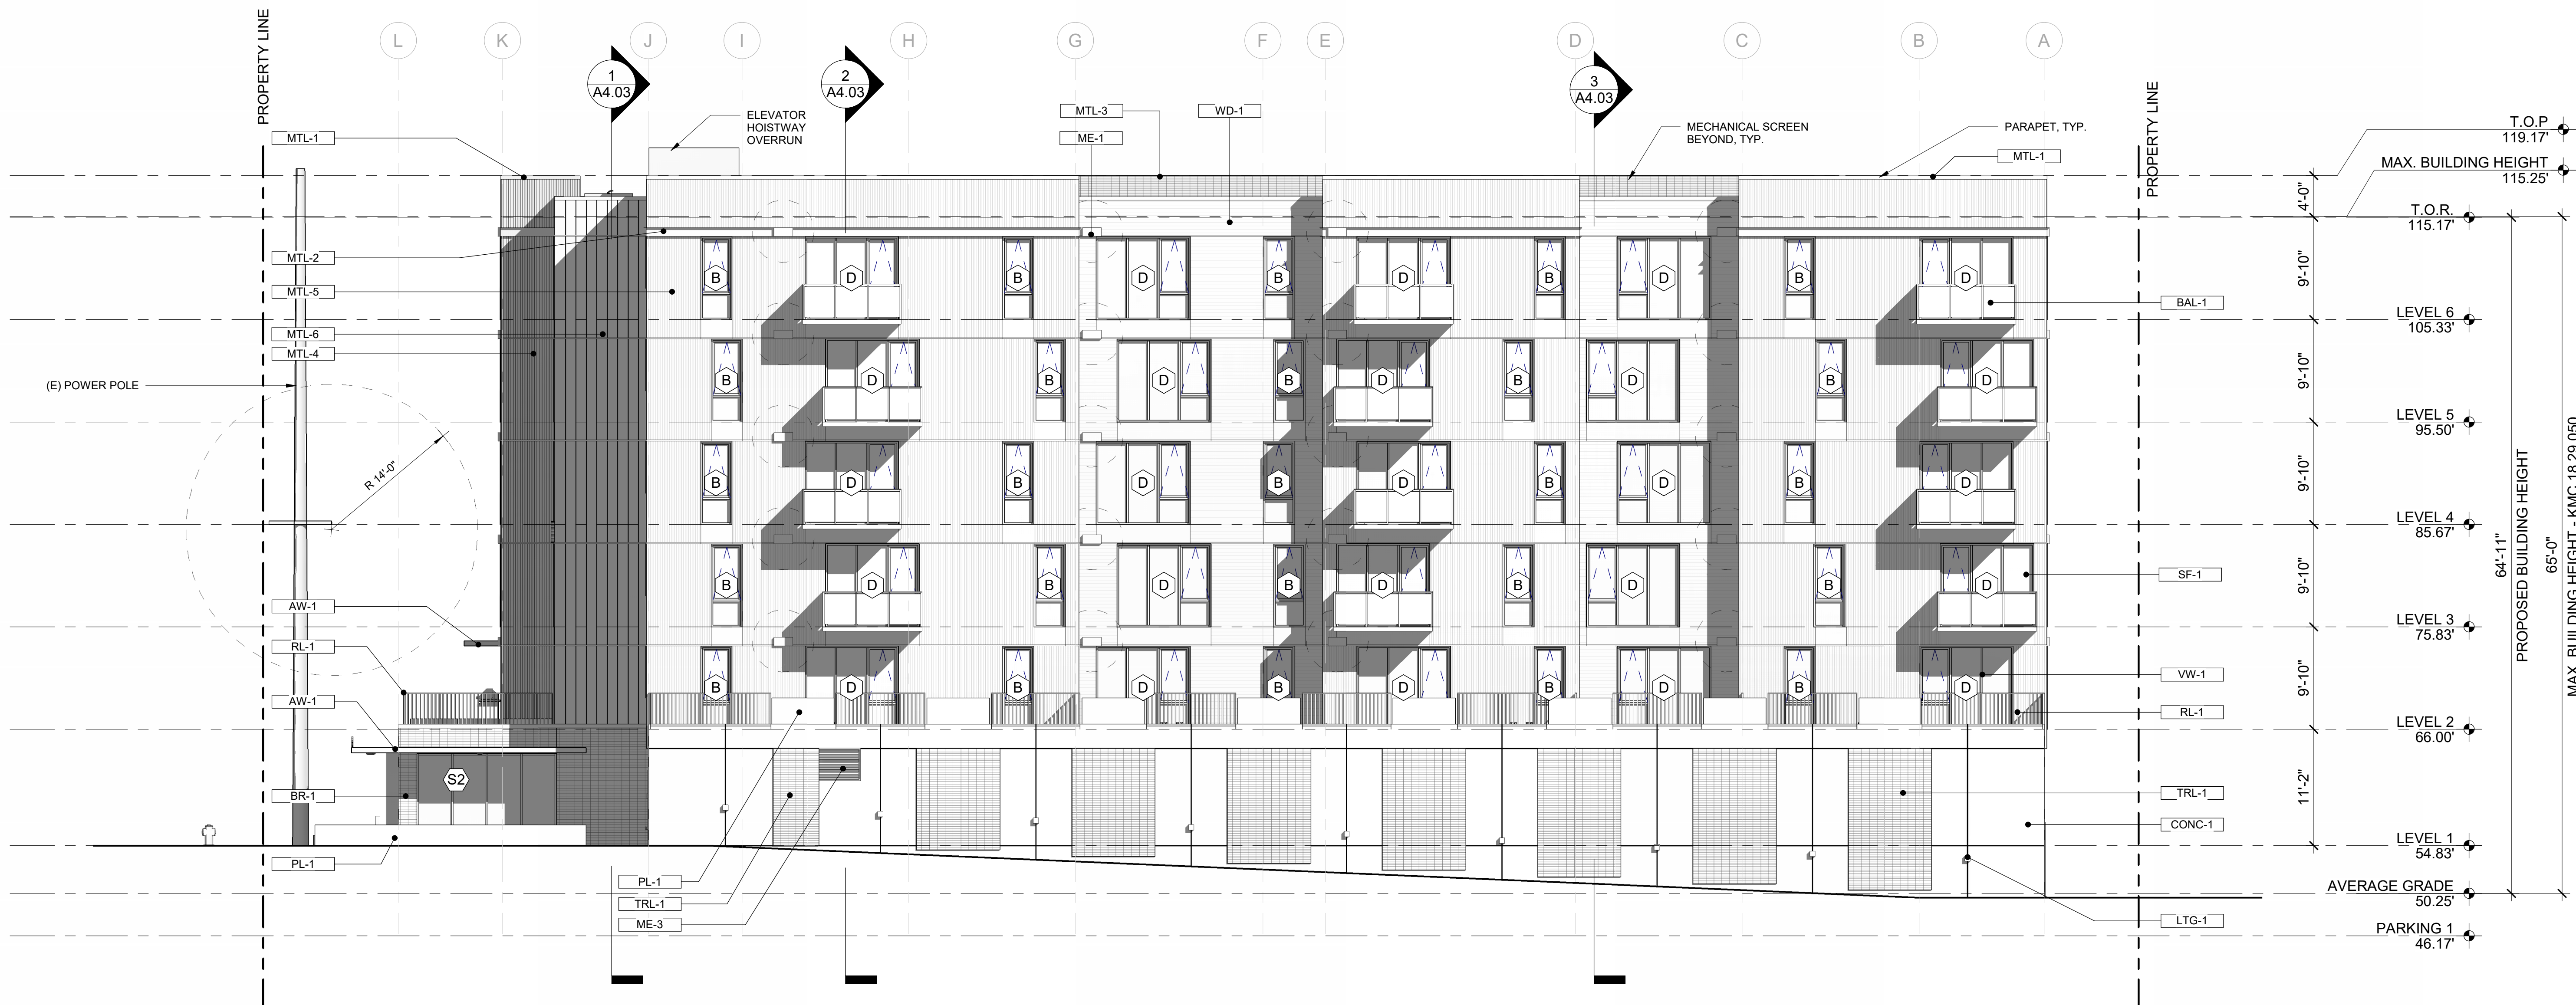 PROPERTY LINE
L
K
J
I
H
G
F
E
D
C
B
A
PROPERTY LINE
1
A4.03
2
A4.03
3
A4.03
ELEVATOR
HOISTWAY
OVERRUN
MTL-3
WD-1
ME-1
MECHANICAL SCREEN
BEYOND, TYP.
PARAPET, TYP.
MTL-1
MTL-1
MTL-2
MTL-5
MTL-6
MTL-4
(E) POWER POLE
R 14'-0"
AW-1
RL-1
AW-1
BR-1
PL-1
S2
B
D
B
D
B
D
B
D
B
D
B
D
B
D
B
D
B
D
B
D
B
D
B
D
B
D
B
D
B
D
B
D
B
D
B
D
B
D
B
D
B
D
B
D
B
D
B
D
B
D
PL-1
TRL-1
ME-3
BAL-1
SF-1
VW-1
RL-1
TRL-1
CONC-1
LTG-1
T.O.P
119.17'
MAX. BUILDING HEIGHT
115.25'
T.O.R.
115.17'
LEVEL 6
105.33'
LEVEL 5
95.50'
LEVEL 4
85.67'
LEVEL 3
75.83'
LEVEL 2
66.00'
LEVEL 1
54.83'
AVERAGE GRADE
50.25'
PARKING 1
46.17'
4'-0"
9'-10"
9'-10"
9'-10"
9'-10"
9'-10"
11'-2"
64'-11"
PROPOSED BUILDING HEIGHT
65'-0"
MAX. BUILDING HEIGHT - KMC 18.29.050